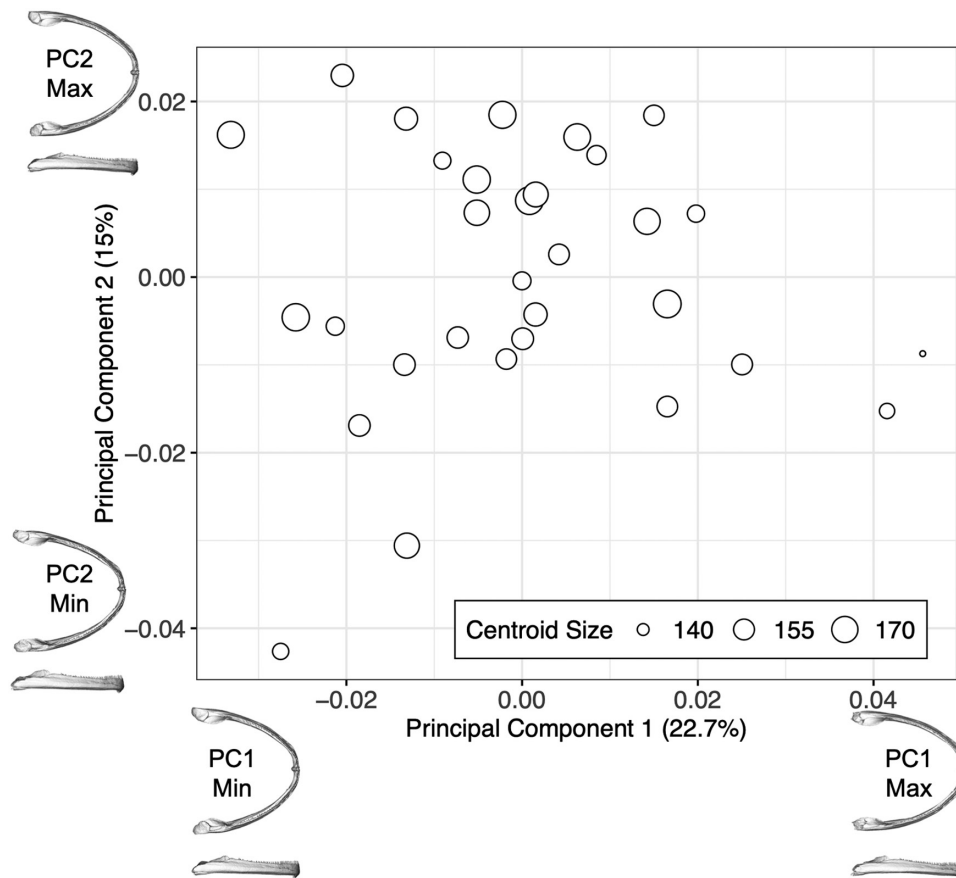 PC2
Max
0.02
0.00
−0.02
−0.04
Principal Component 2 (15%)
PC2
Min
Centroid Size 140 155 170
−0.02 0.00 0.02 0.04
Principal Component 1 (22.7%)
PC1
Min
PC1
Max